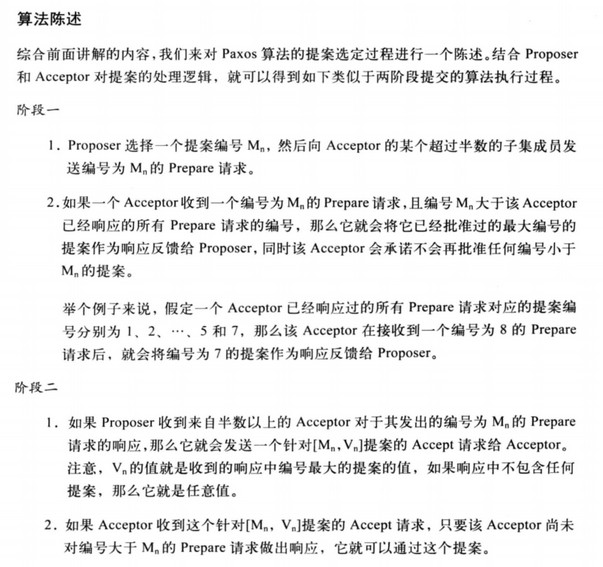 算法陈述
综合前面讲解的内容,我们来对 Paxos 算法的提案选定过程进行一个陈述。结合 Proposer
和 Acceptor 对提案的处理逻辑，就可以得到如下类似于两阶段提交的算法执行过程。
阶段一
1. Proposer 选择一个提案编号 Mn，然后向 Acceptor 的某个超过半数的子集成员发
送编号为 Mn 的 Prepare 请求。
2. 如果一个 Acceptor 收到一个编号为 Mn 的 Prepare 请求,且编号 Mn 大于该 Acceptor
已经响应的所有 Prepare 请求的编号，那么它就会将它已经批准过的最大编号的
提案作为响应反馈给 Proposer，同时该 Acceptor 会承诺不会再批准任何编号小于
Mn 的提案。
举个例子来说，假定一个 Acceptor 已经响应过的所有 Prepare 请求对应的提案编
号分别为 1、2、…、5 和 7，那么该 Acceptor 在接收到一个编号为 8 的 Prepare
请求后，就会将编号为 7 的提案作为响应反馈给 Proposer。
阶段二
1. 如果 Proposer 收到来自半数以上的 Acceptor 对于其发出的编号为 Mn 的 Prepare
请求的响应,那么它就会发送一个针对[Mn,Vn]提案的 Accept 请求给 Acceptor。
注意，Vn 的值就是收到的响应中编号最大的提案的值，如果响应中不包含任何
提案，那么它就是任意值。
2. 如果 Acceptor 收到这个针对[Mn, Vn]提案的 Accept 请求，只要该 Acceptor 尚未
对编号大于 Mn 的 Prepare 请求做出响应，它就可以通过这个提案。